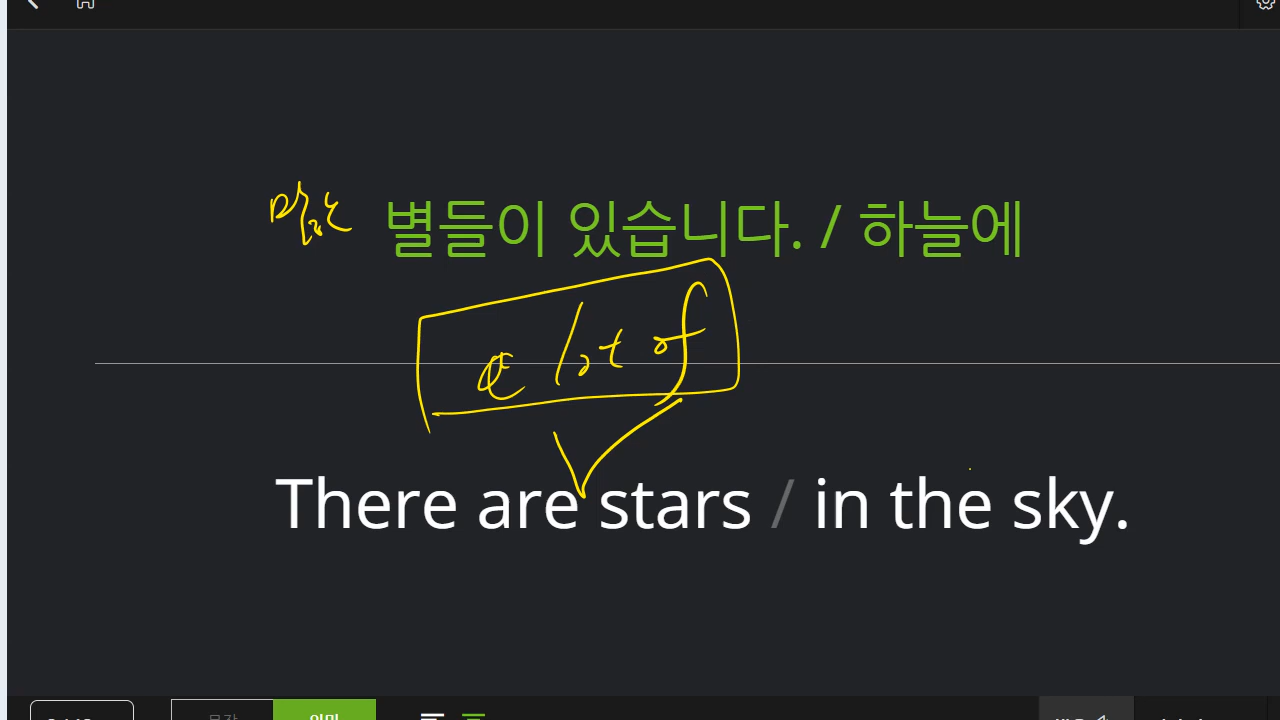 많은 별들이 있습니다. / 하늘에
a lot of
There are stars / in the sky.